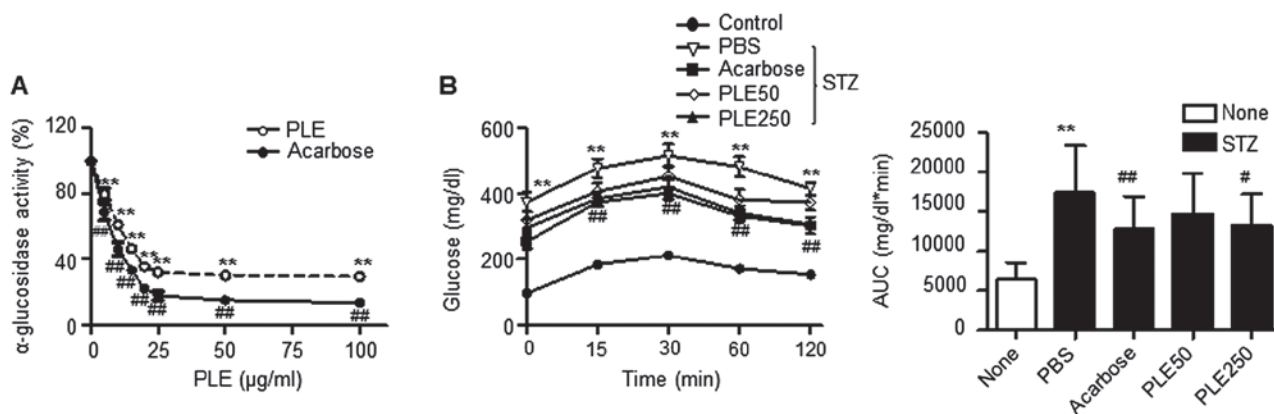 A
α-glucosidase activity (%)
120
80
40
0
PLE
Acarbose
**
**
**
**
**
**
**
##
##
##
##
##
##
##
0
25
50
75
100
PLE (μg/ml)
B
Control
PBS
Acarbose
PLE50
PLE250
STZ
Glucose (mg/dl)
600
400
200
0
**
**
**
**
**
##
##
##
##
0
15
30
60
120
Time (min)
None
STZ
AUC (mg/dl*min)
25000
20000
15000
10000
5000
0
**
##
#
None
PBS
Acarbose
PLE50
PLE250